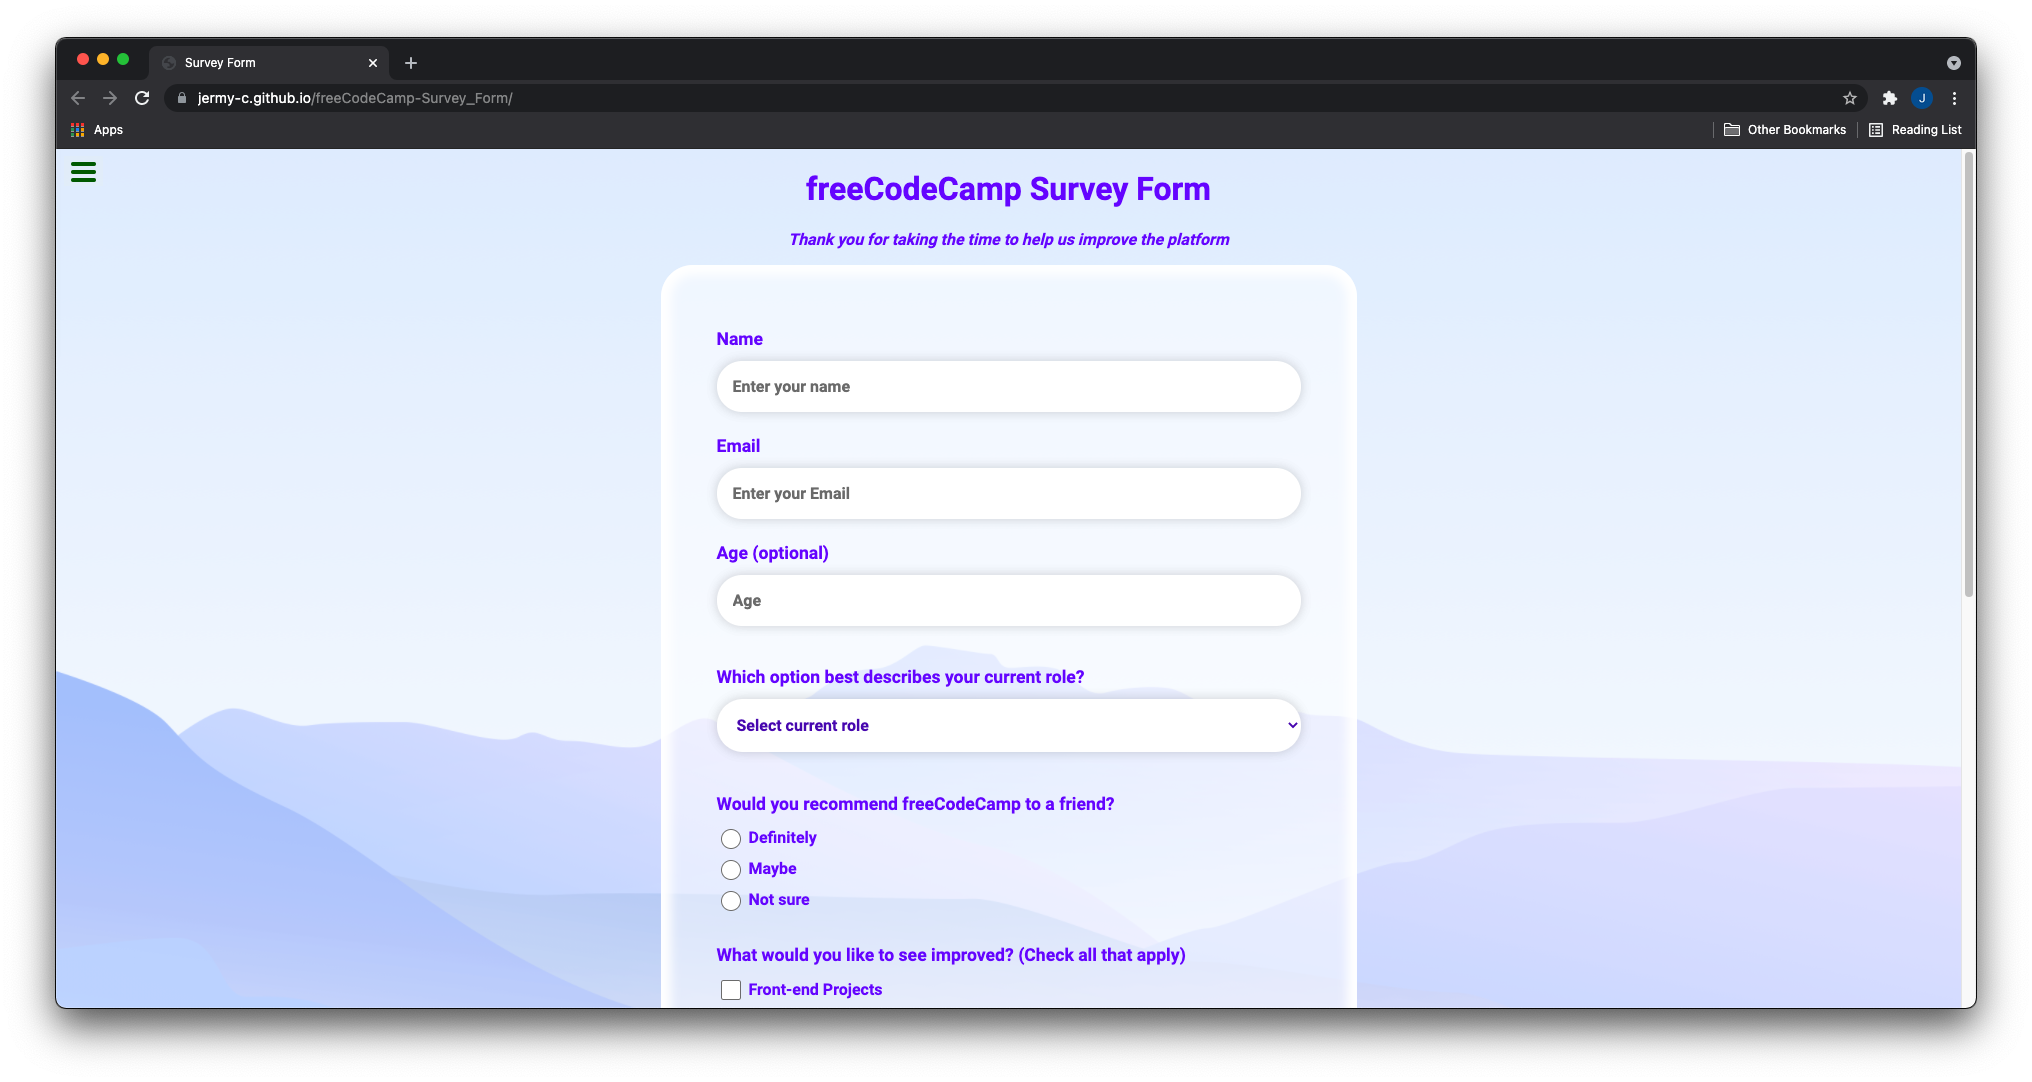 Survey Form
jermy-c.github.io/freeCodeCamp-Survey_Form/
J
Apps
Other Bookmarks
Reading List
freeCodeCamp Survey Form
Thank you for taking the time to help us improve the platform
Name
Enter your name
Email
Enter your Email
Age (optional)
Age
Which option best describes your current role?
Select current role
Would you recommend freeCodeCamp to a friend?
Definitely
Maybe
Not sure
What would you like to see improved? (Check all that apply)
Front-end Projects